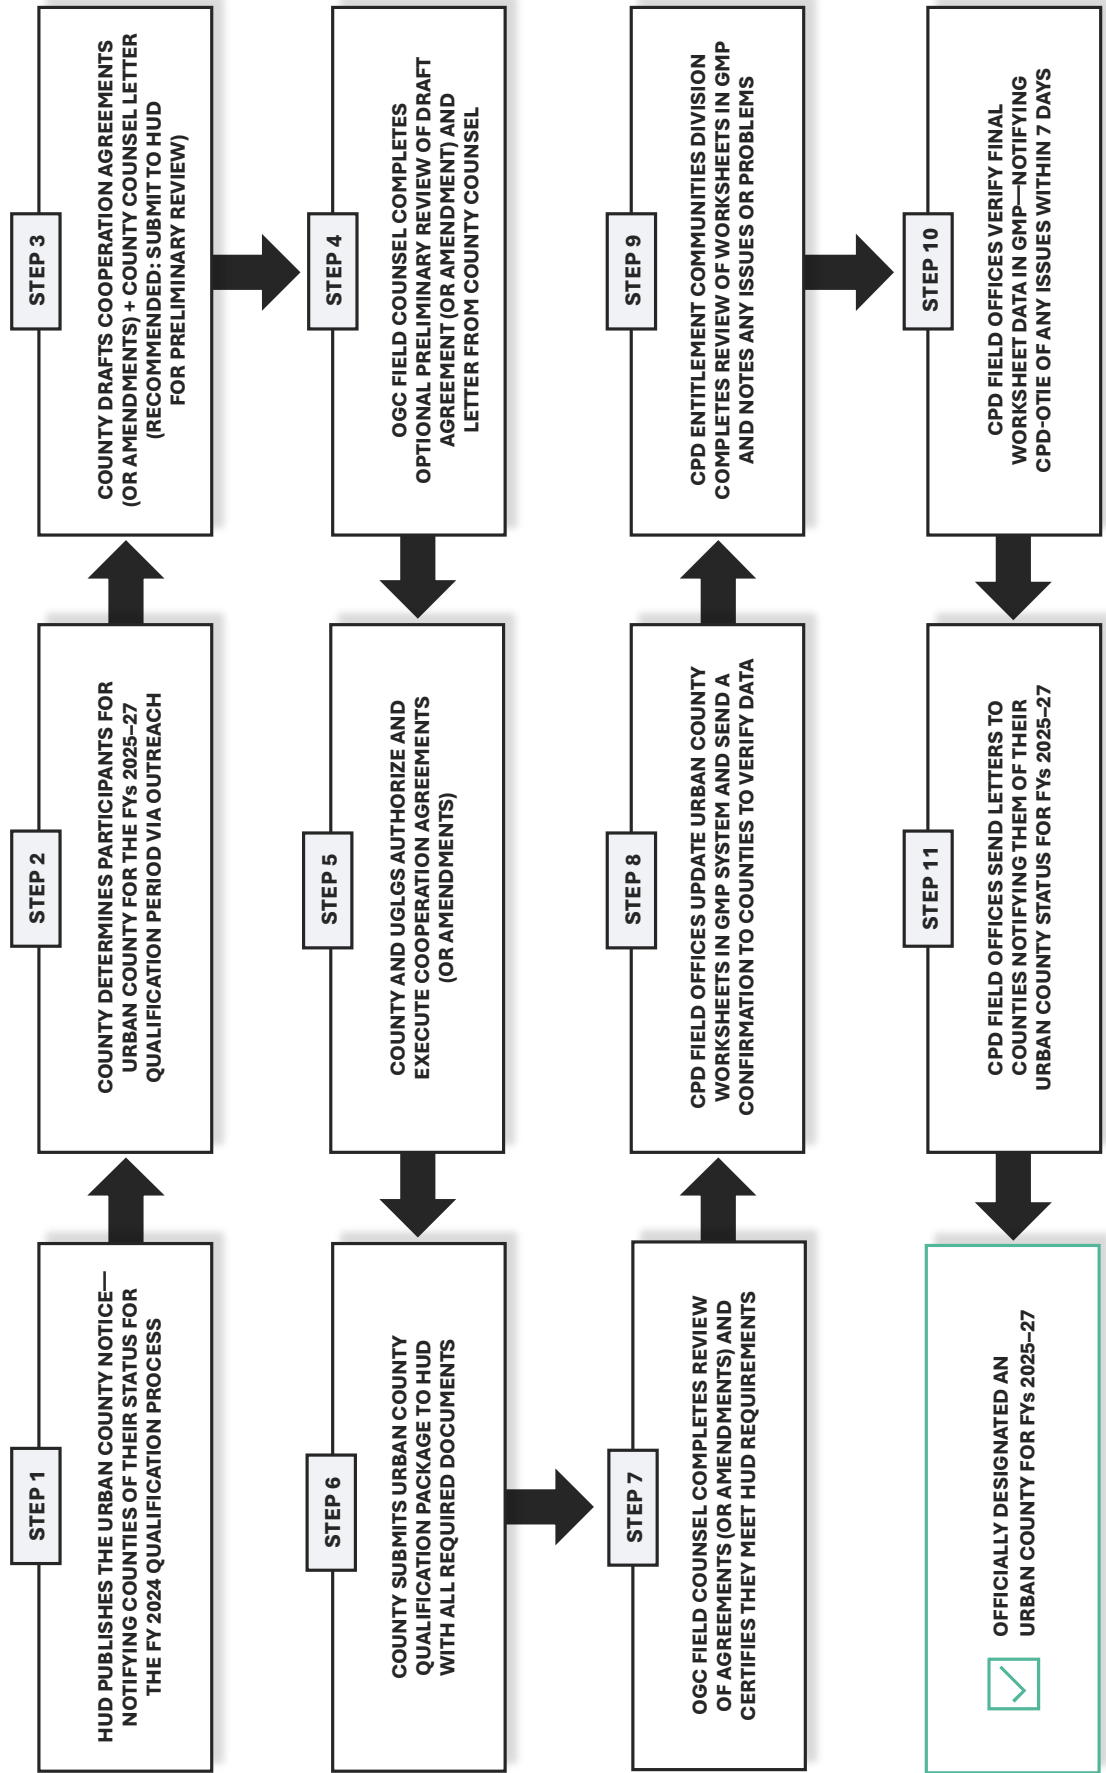 STEP 1
HUD PUBLISHES THE URBAN COUNTY NOTICE—
NOTIFYING COUNTIES OF THEIR STATUS FOR
THE FY 2024 QUALIFICATION PROCESS
STEP 2
COUNTY DETERMINES PARTICIPANTS FOR
URBAN COUNTY FOR THE FYs 2025–27
QUALIFICATION PERIOD VIA OUTREACH
STEP 3
COUNTY DRAFTS COOPERATION AGREEMENTS
(OR AMENDMENTS) + COUNTY COUNSEL LETTER
(RECOMMENDED: SUBMIT TO HUD
FOR PRELIMINARY REVIEW)
STEP 4
OGC FIELD COUNSEL COMPLETES
OPTIONAL PRELIMINARY REVIEW OF DRAFT
AGREEMENT (OR AMENDMENT) AND
LETTER FROM COUNTY COUNSEL
STEP 5
COUNTY AND UGLGS AUTHORIZE AND
EXECUTE COOPERATION AGREEMENTS
(OR AMENDMENTS)
STEP 6
COUNTY SUBMITS URBAN COUNTY
QUALIFICATION PACKAGE TO HUD
WITH ALL REQUIRED DOCUMENTS
STEP 7
OGC FIELD COUNSEL COMPLETES REVIEW
OF AGREEMENTS (OR AMENDMENTS) AND
CERTIFIES THEY MEET HUD REQUIREMENTS
STEP 8
CPD FIELD OFFICES UPDATE URBAN COUNTY
WORKSHEETS IN GMP SYSTEM AND SEND A
CONFIRMATION TO COUNTIES TO VERIFY DATA
STEP 9
CPD ENTITLEMENT COMMUNITIES DIVISION
COMPLETES REVIEW OF WORKSHEETS IN GMP
AND NOTES ANY ISSUES OR PROBLEMS
STEP 10
CPD FIELD OFFICES VERIFY FINAL
WORKSHEET DATA IN GMP—NOTIFYING
CPD-OTIE OF ANY ISSUES WITHIN 7 DAYS
STEP 11
CPD FIELD OFFICES SEND LETTERS TO
COUNTIES NOTIFYING THEM OF THEIR
URBAN COUNTY STATUS FOR FYs 2025–27
OFFICIALLY DESIGNATED AN
URBAN COUNTY FOR FYs 2025–27